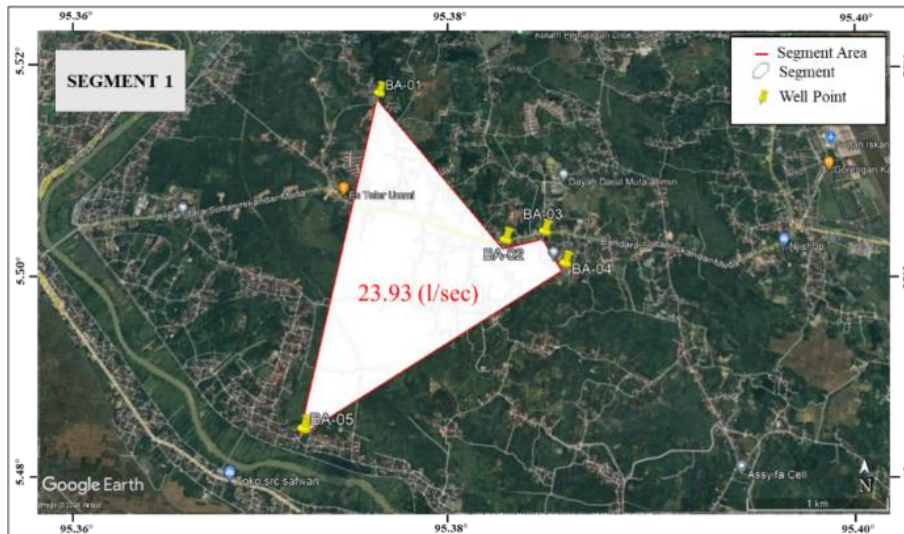 95.36
95.38
95.40
5.52
SEGMENT 1
BA-01
Segment Area
Segment
Well Point
Dayah Darul Muta'allimin
BA-03
BA-02
BA-04
Nishop
5.50
23.93 (l/sec)
BA-05
Toko src safwan
Assyifa Cell
5.48
Google Earth
N
1 km
95.36
95.38
95.40